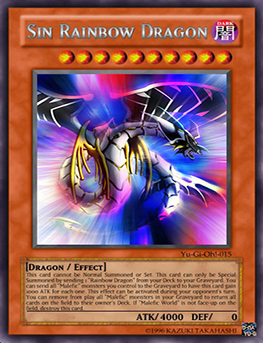 SIN RAINBOW DRAGON
DARK
闇
Yu-Gi-Oh!-015
[DRAGON / EFFECT]
This card cannot be Normal Summoned or Set. This card can only be Special
Summoned by sending 1 "Rainbow Dragon" from your Deck to your Graveyard. You
can send all "Malefic" monsters you control to the Graveyard to have this card gain
1000 ATK for each one. This effect can be activated during your opponent's turn.
You can remove from play all "Malefic" monsters in your Graveyard to return all
cards on the field to their owner's Deck. If "Malefic World" is not face-up on the
field, destroy this card.
ATK/ 4000 DEF/ 0
©1996 KAZUKI TAKAHASHI